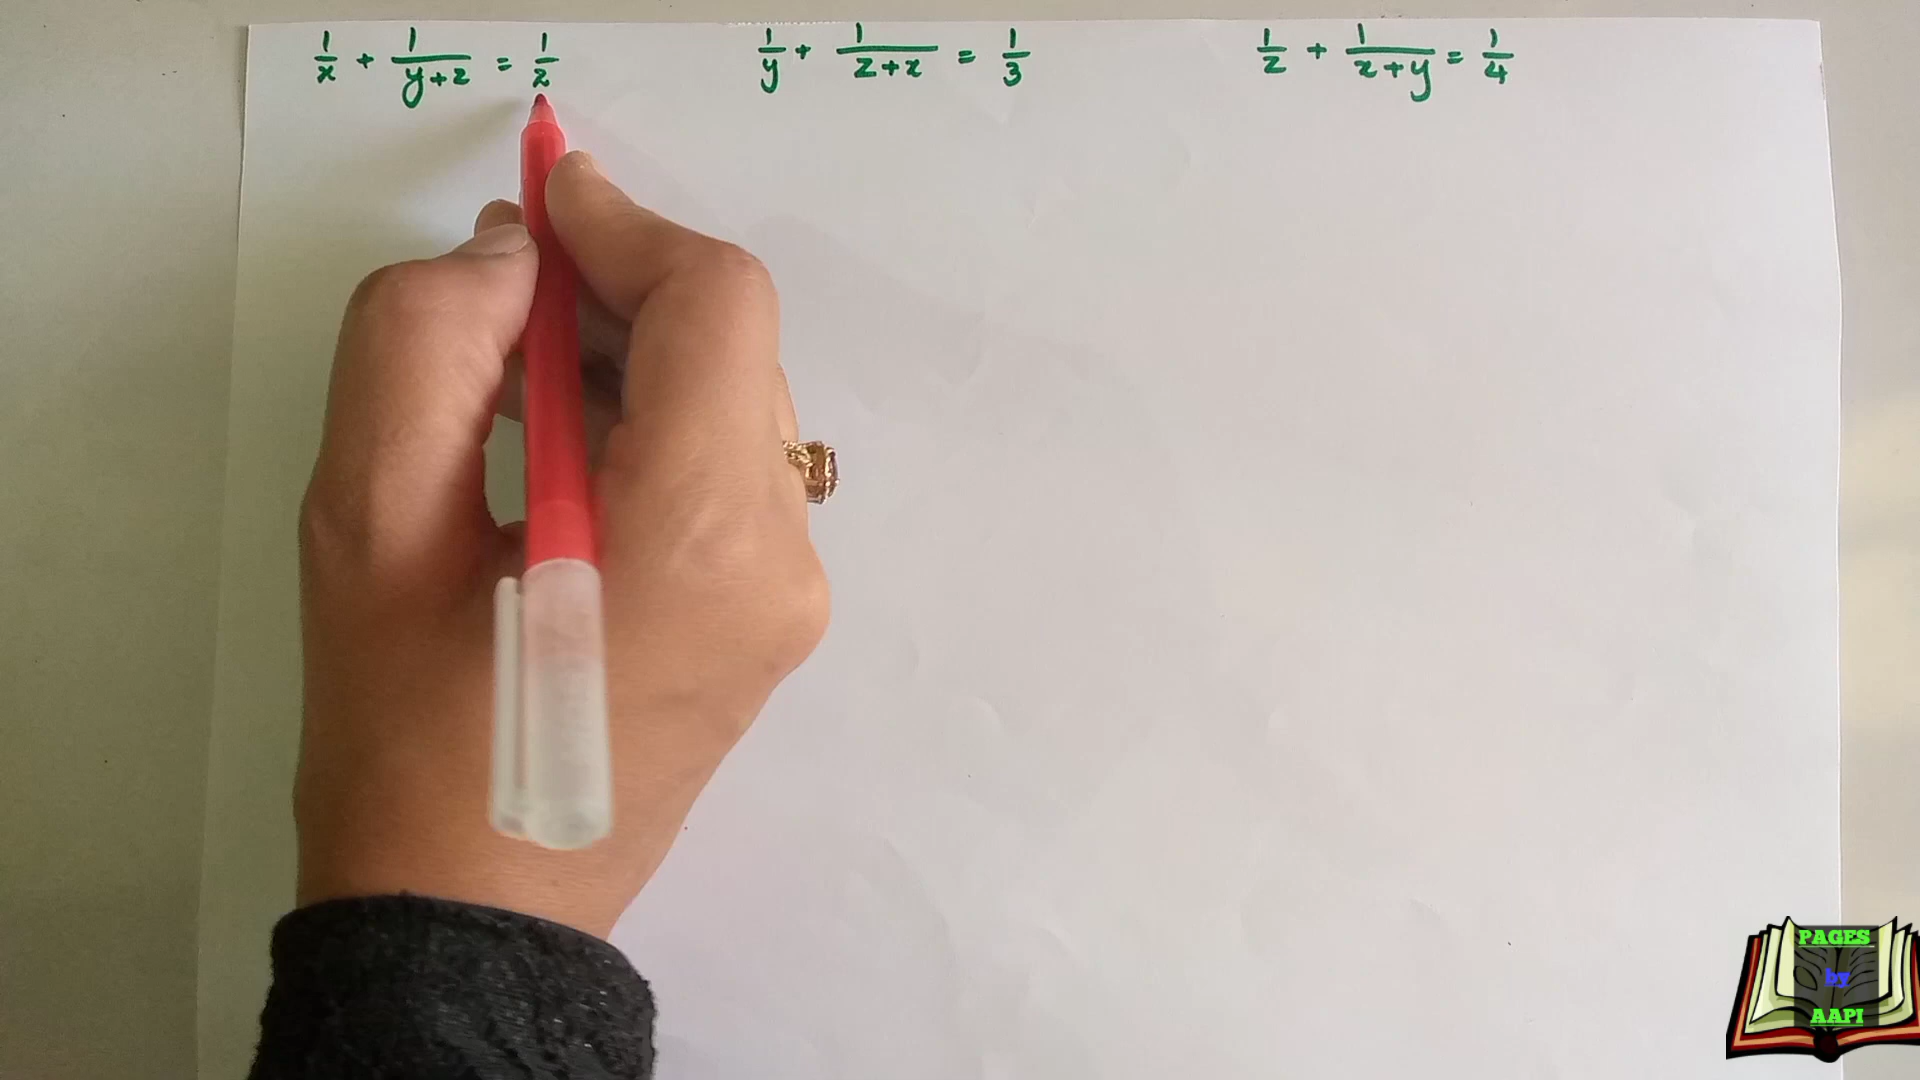 1/x + 1/(y+z) = 1/2    1/y + 1/(z+x) = 1/3    1/z + 1/(x+y) = 1/4
PAGES
by
AAPI